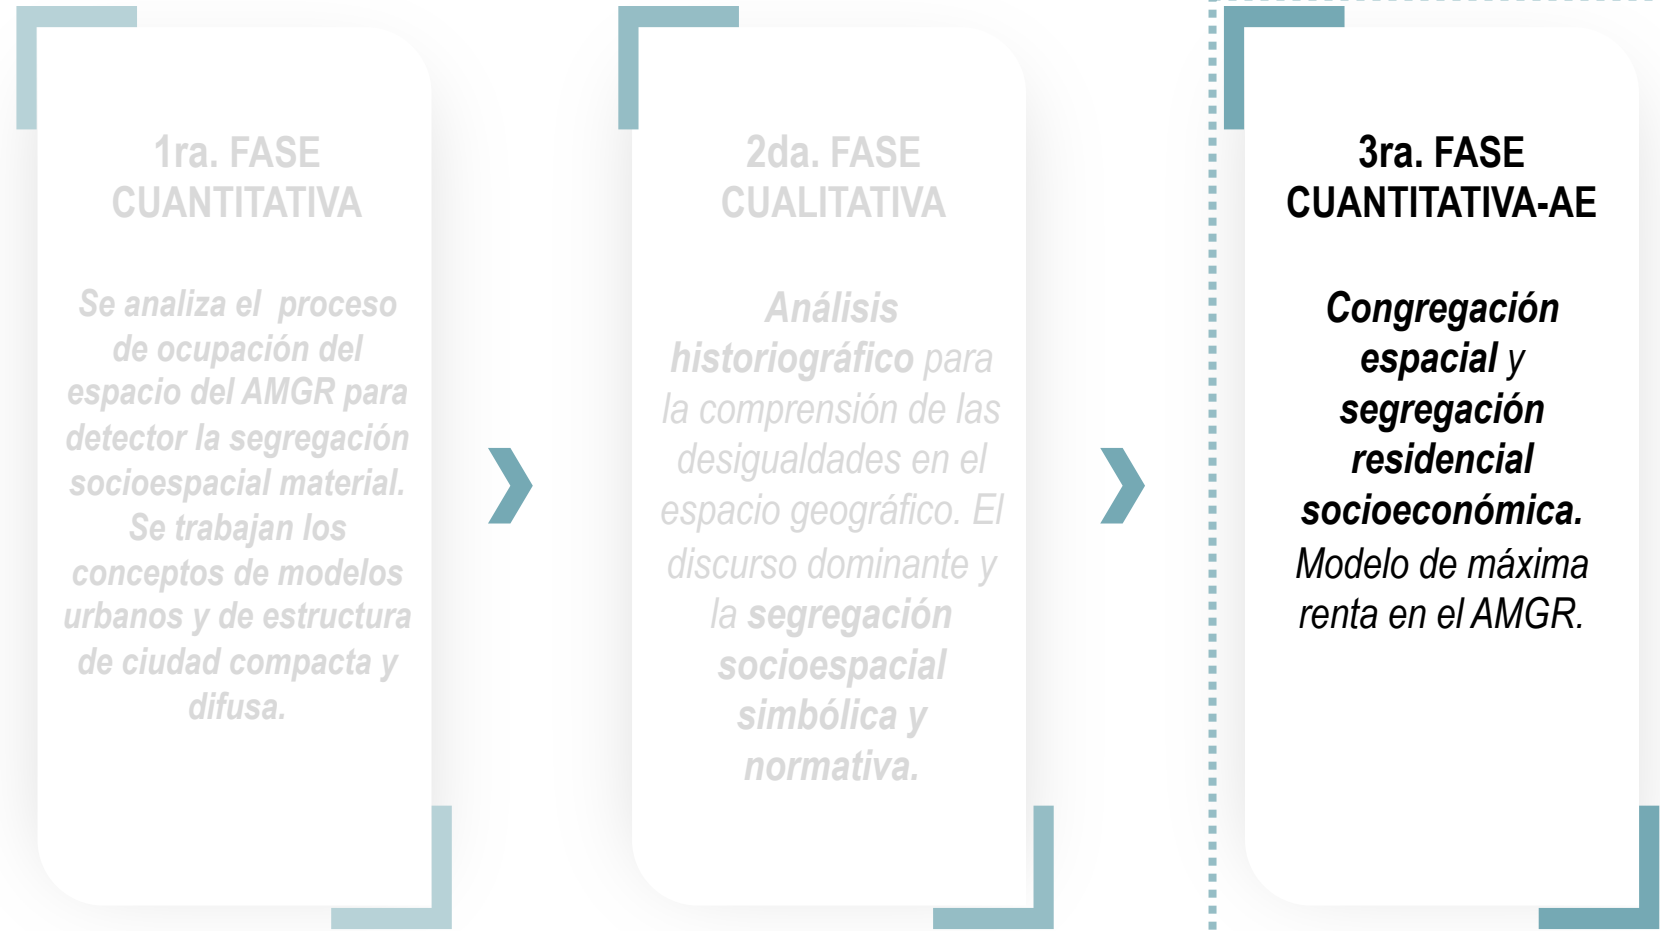 1ra. FASE
CUANTITATIVA
Se analiza el proceso
de ocupación del
espacio del AMGR para
detector la segregación
socioespacial material.
Se trabajan los
conceptos de modelos
urbanos y de estructura
de ciudad compacta y
difusa.
2da. FASE
CUALITATIVA
Análisis
historiográfico para
la comprensión de las
desigualdades en el
espacio geográfico. El
discurso dominante y
la segregación
socioespacial
simbólica y
normativa.
3ra. FASE
CUANTITATIVA-AE
Congregación
espacial y
segregación
residencial
socioeconómica.
Modelo de máxima
renta en el AMGR.